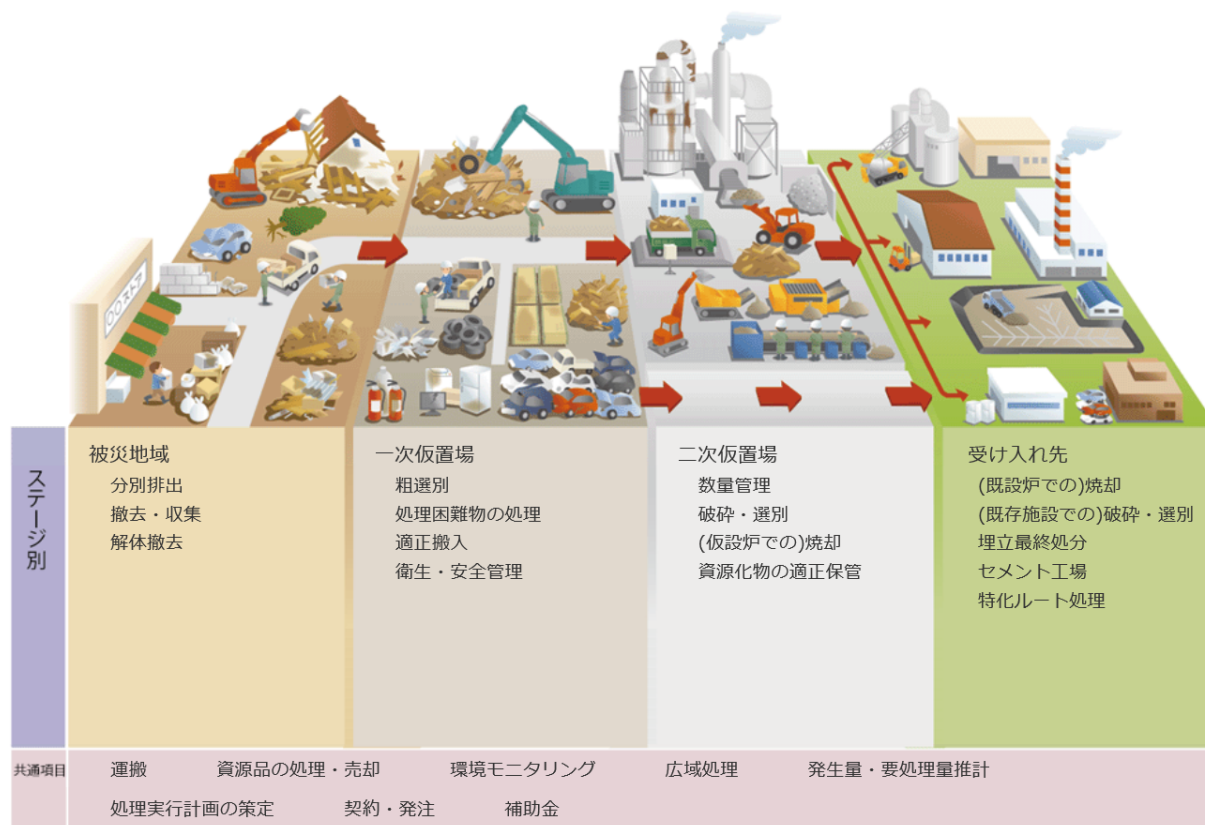 ○○ストア
被災地域
分別排出
撤去・収集
解体撤去
一次仮置場
粗選別
処理困難物の処理
適正搬入
衛生・安全管理
二次仮置場
数量管理
破砕・選別
(仮設炉での)焼却
資源化物の適正保管
受け入れ先
(既設炉での)焼却
(既存施設での)破砕・選別
埋立最終処分
セメント工場
特化ルート処理
ステージ別
共通項目
運搬 資源品の処理・売却 環境モニタリング 広域処理 発生量・要処理量推計
処理実行計画の策定 契約・発注 補助金